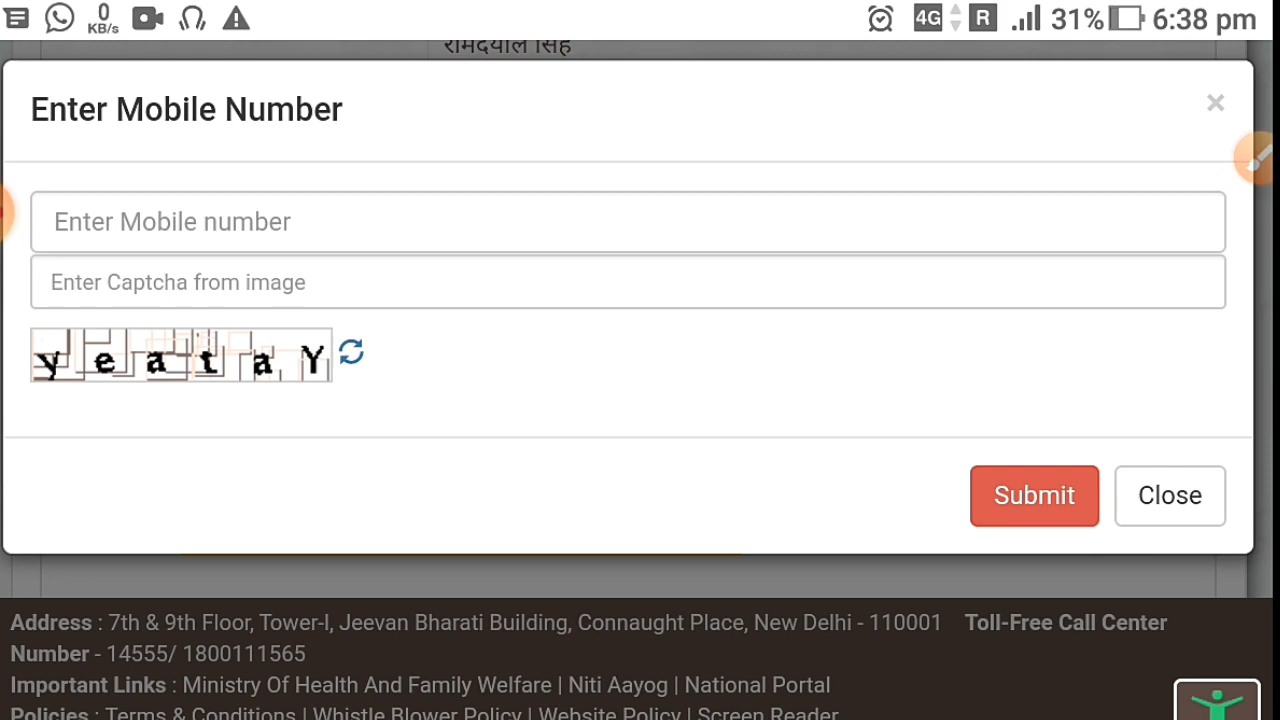 0
KB/s
4G
R
31%
6:38 pm
रामदयाल सिंह
Enter Mobile Number
×
Enter Mobile number
Enter Captcha from image
y e a t a Y
Submit
Close
Address : 7th & 9th Floor, Tower-l, Jeevan Bharati Building, Connaught Place, New Delhi - 110001 Toll-Free Call Center
Number - 14555/ 1800111565
Important Links : Ministry Of Health And Family Welfare | Niti Aayog | National Portal
Policies : Terms & Conditions | Whistle Blower Policy | Website Policy | Screen Reader